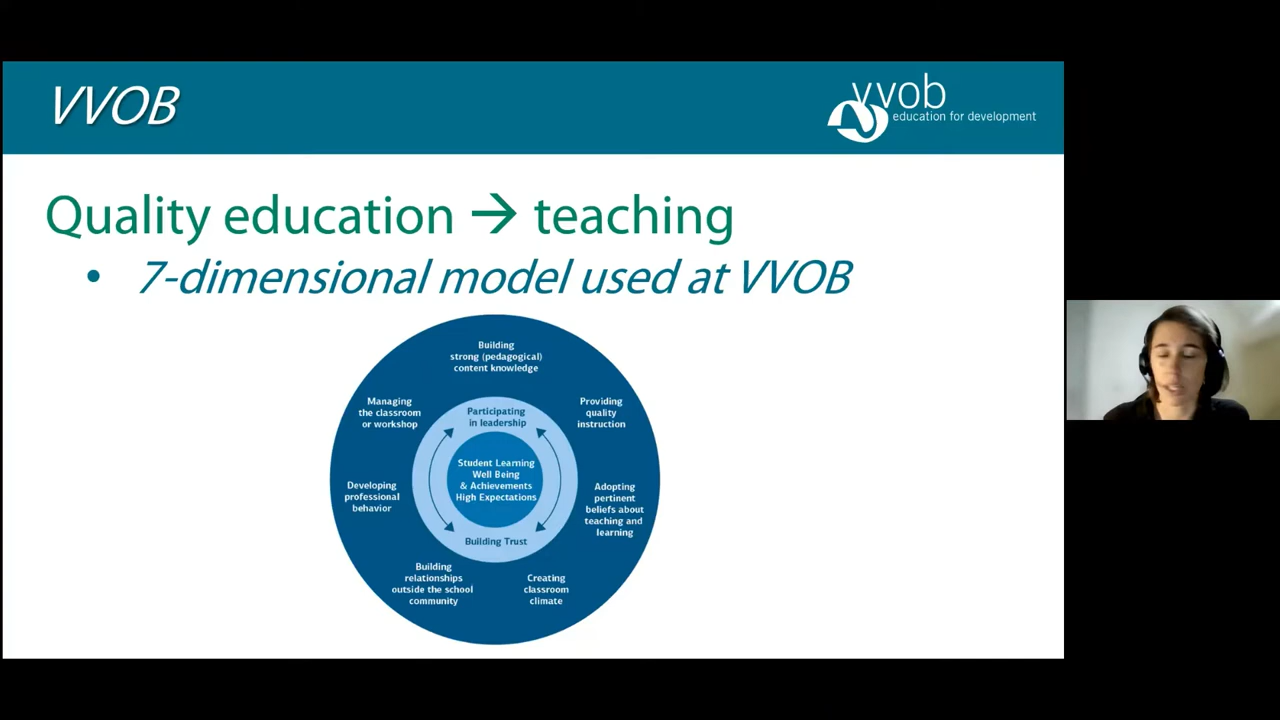 VVOB
vvob
education for development
Quality education → teaching
• 7-dimensional model used at VVOB
Building
strong (pedagogical)
content knowledge
Providing
quality
instruction
Adopting
pertinent
beliefs about
teaching and
learning
Creating
classroom
climate
Building
relationships
outside the school
community
Developing
professional
behavior
Managing
the classroom
or workshop
Participating
in leadership
Student Learning
Well Being
& Achievements
High Expectations
Building Trust